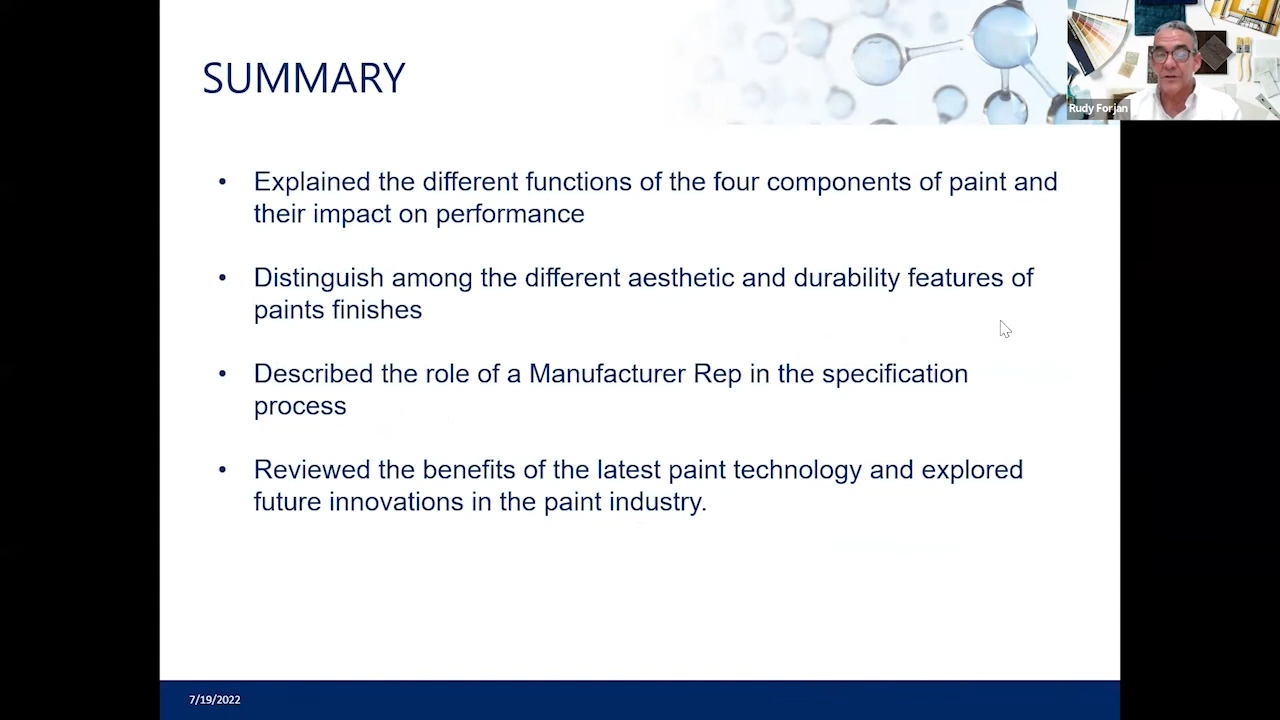 SUMMARY
Rudy Forjan
• Explained the different functions of the four components of paint and
their impact on performance
• Distinguish among the different aesthetic and durability features of
paints finishes
• Described the role of a Manufacturer Rep in the specification
process
• Reviewed the benefits of the latest paint technology and explored
future innovations in the paint industry.
7/19/2022